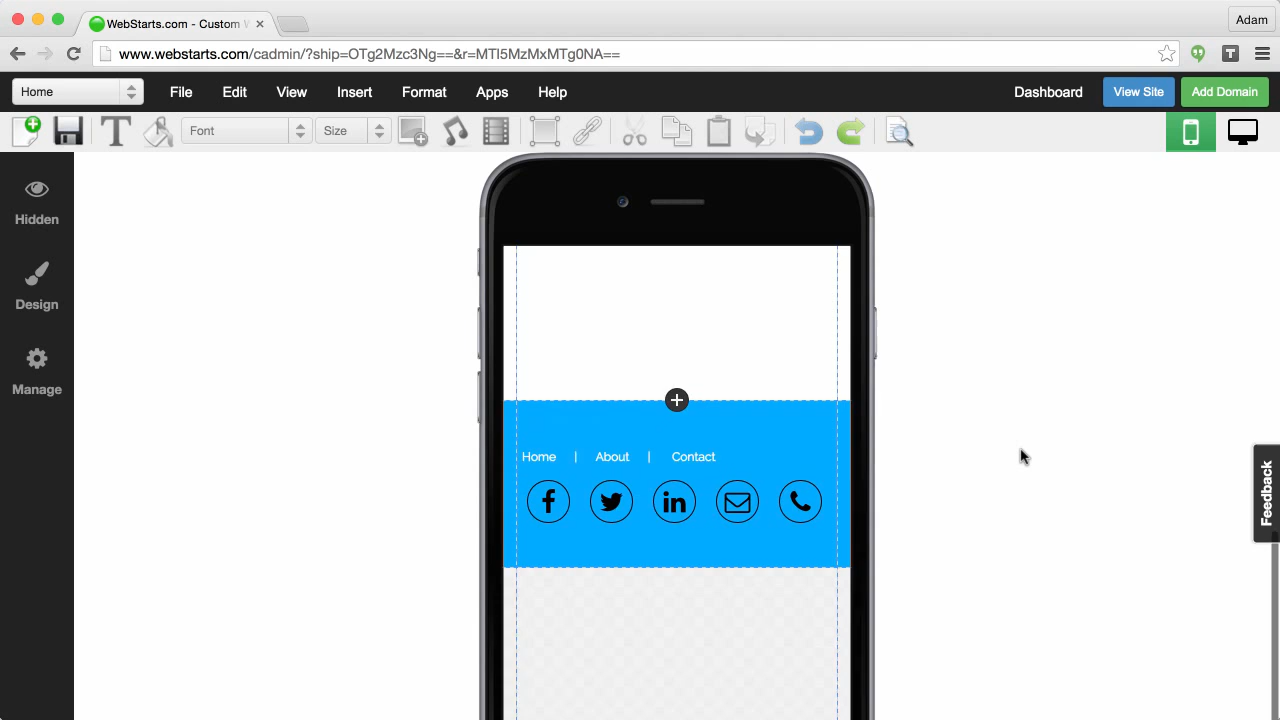 WebStarts.com - Custom
Adam
www.webstarts.com/cadmin/?ship=OTg2Mzc3Ng==&r=MTI5MzMxMTg0NA==
Home
File
Edit
View
Insert
Format
Apps
Help
Dashboard
View Site
Add Domain
Font
Size
Hidden
Design
Manage
Home | About | Contact
Feedback